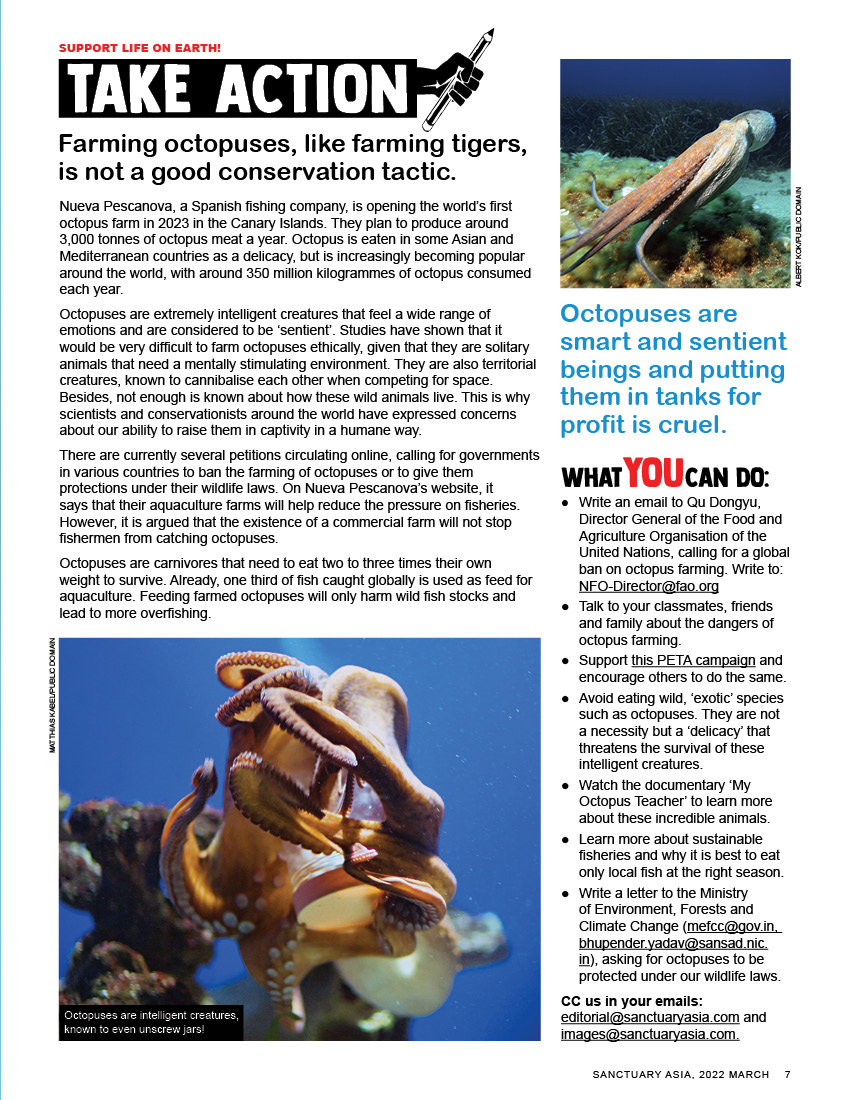 SUPPORT LIFE ON EARTH!
TAKE ACTION
Farming octopuses, like farming tigers,
is not a good conservation tactic.
Nueva Pescanova, a Spanish fishing company, is opening the world's first
octopus farm in 2023 in the Canary Islands. They plan to produce around
3,000 tonnes of octopus meat a year. Octopus is eaten in some Asian and
Mediterranean countries as a delicacy, but is increasingly becoming popular
around the world, with around 350 million kilogrammes of octopus consumed
each year.
Octopuses are extremely intelligent creatures that feel a wide range of
emotions and are considered to be 'sentient'. Studies have shown that it
would be very difficult to farm octopuses ethically, given that they are solitary
animals that need a mentally stimulating environment. They are also territorial
creatures, known to cannibalise each other when competing for space.
Besides, not enough is known about how these wild animals live. This is why
scientists and conservationists around the world have expressed concerns
about our ability to raise them in captivity in a humane way.
There are currently several petitions circulating online, calling for governments
in various countries to ban the farming of octopuses or to give them
protections under their wildlife laws. On Nueva Pescanova's website, it
says that their aquaculture farms will help reduce the pressure on fisheries.
However, it is argued that the existence of a commercial farm will not stop
fishermen from catching octopuses.
Octopuses are carnivores that need to eat two to three times their own
weight to survive. Already, one third of fish caught globally is used as feed for
aquaculture. Feeding farmed octopuses will only harm wild fish stocks and
lead to more overfishing.
MATTHIAS KABEL/PUBLIC DOMAIN
Octopuses are intelligent creatures,
known to even unscrew jars!
ALBERT KOK/PUBLIC DOMAIN
Octopuses are
smart and sentient
beings and putting
them in tanks for
profit is cruel.
WHAT YOU CAN DO:
● Write an email to Qu Dongyu,
Director General of the Food and
Agriculture Organisation of the
United Nations, calling for a global
ban on octopus farming. Write to:
NFO-Director@fao.org
● Talk to your classmates, friends
and family about the dangers of
octopus farming.
● Support this PETA campaign and
encourage others to do the same.
● Avoid eating wild, 'exotic' species
such as octopuses. They are not
a necessity but a 'delicacy' that
threatens the survival of these
intelligent creatures.
● Watch the documentary 'My
Octopus Teacher' to learn more
about these incredible animals.
● Learn more about sustainable
fisheries and why it is best to eat
only local fish at the right season.
● Write a letter to the Ministry
of Environment, Forests and
Climate Change (mefcc@gov.in,
bhupender.yadav@sansad.nic.
in), asking for octopuses to be
protected under our wildlife laws.
CC us in your emails:
editorial@sanctuaryasia.com and
images@sanctuaryasia.com.
SANCTUARY ASIA, 2022 MARCH 7